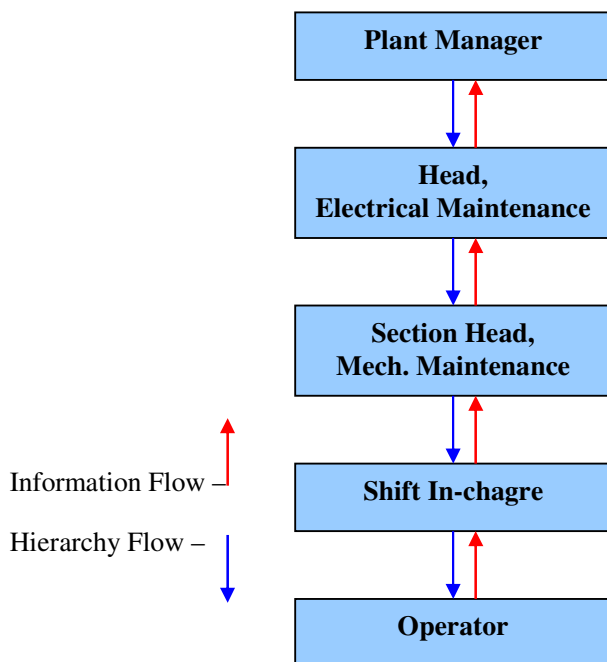 Plant Manager
Head,
Electrical Maintenance
Section Head,
Mech. Maintenance
Information Flow –
Shift In-chagre
Hierarchy Flow –
Operator